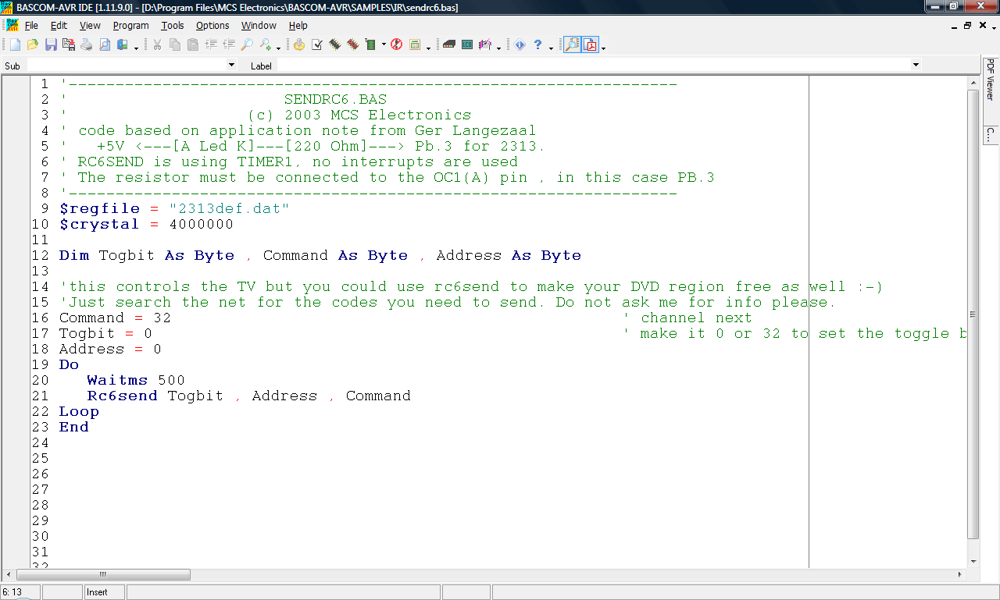 BASCOM-AVR IDE [1.11.9.0] - [D:\Program Files\MCS Electronics\BASCOM-AVR\SAMPLES\IR\sendrc6.bas]
File Edit View Program Tools Options Window Help
Sub Label
PDF Viewer
C...
1 '-----------------------------------------------------------------
2 ' SENDRC6.BAS
3 ' (c) 2003 MCS Electronics
4 ' code based on application note from Ger Langezaal
5 ' +5V <---[A Led K]---[220 Ohm]---> Pb.3 for 2313.
6 ' RC6SEND is using TIMER1, no interrupts are used
7 ' The resistor must be connected to the OC1(A) pin , in this case PB.3
8 '-----------------------------------------------------------------
9 $regfile = "2313def.dat"
10 $crystal = 4000000
11
12 Dim Togbit As Byte , Command As Byte , Address As Byte
13
14 'this controls the TV but you could use rc6send to make your DVD region free as well :-)
15 'Just search the net for the codes you need to send. Do not ask me for info please.
16 Command = 32 ' channel next
17 Togbit = 0 ' make it 0 or 32 to set the toggle b
18 Address = 0
19 Do
20 Waitms 500
21 Rc6send Togbit , Address , Command
22 Loop
23 End
24
25
26
27
28
29
30
31
32
6: 13 Insert